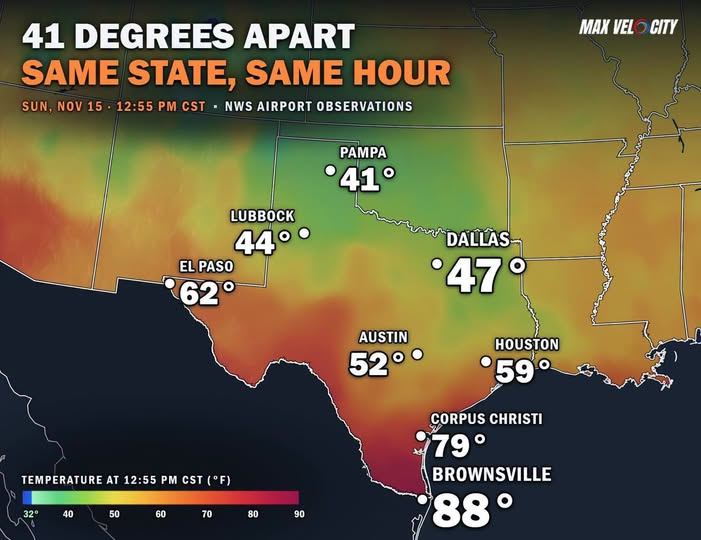 41 DEGREES APART
SAME STATE, SAME HOUR
SUN, NOV 15 · 12:55 PM CST • NWS AIRPORT OBSERVATIONS
MAX VELOCITY
PAMPA
41°
LUBBOCK
44°
DALLAS
47°
EL PASO
62°
AUSTIN
52°
HOUSTON
59°
CORPUS CHRISTI
79°
BROWNSVILLE
88°
TEMPERATURE AT 12:55 PM CST (°F)
32° 40 50 60 70 80 90